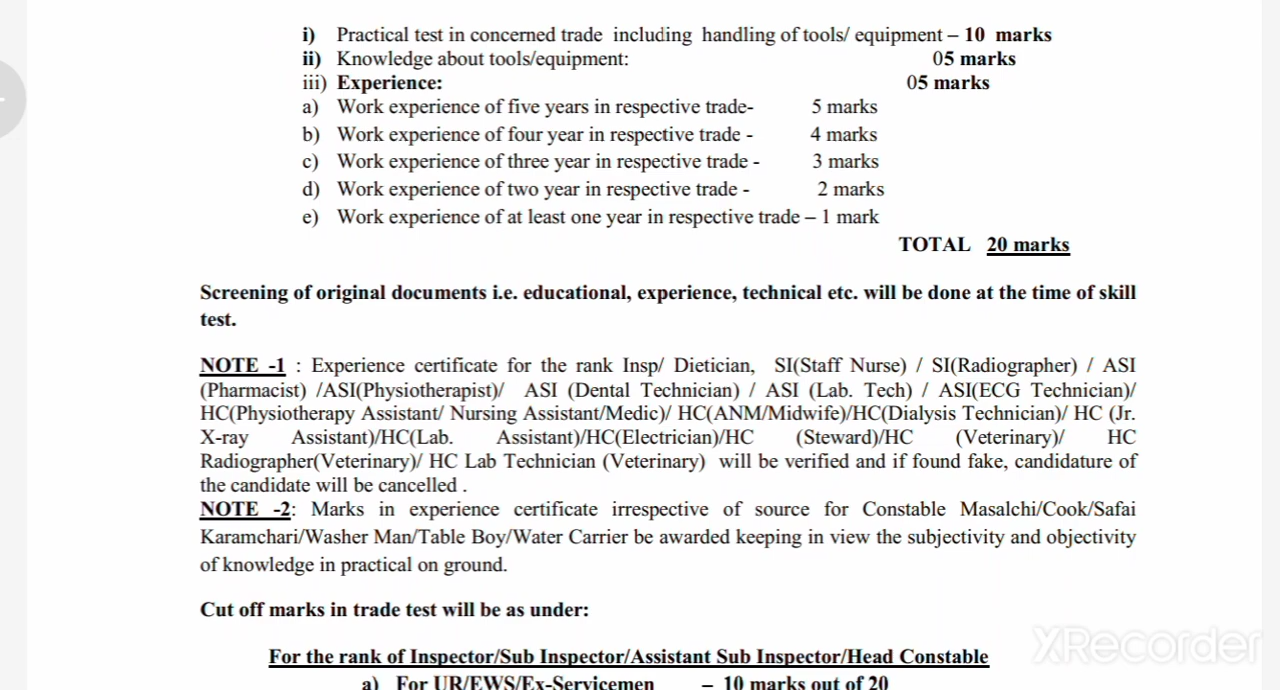 i) Practical test in concerned trade including handling of tools/ equipment – 10 marks
ii) Knowledge about tools/equipment: 05 marks
iii) Experience: 05 marks
a) Work experience of five years in respective trade- 5 marks
b) Work experience of four year in respective trade - 4 marks
c) Work experience of three year in respective trade - 3 marks
d) Work experience of two year in respective trade - 2 marks
e) Work experience of at least one year in respective trade – 1 mark
TOTAL 20 marks
Screening of original documents i.e. educational, experience, technical etc. will be done at the time of skill
test.
NOTE -1 : Experience certificate for the rank Insp/ Dietician, SI(Staff Nurse) / SI(Radiographer) / ASI
(Pharmacist) /ASI(Physiotherapist)/ ASI (Dental Technician) / ASI (Lab. Tech) / ASI(ECG Technician)/
HC(Physiotherapy Assistant/ Nursing Assistant/Medic)/ HC(ANM/Midwife)/HC(Dialysis Technician)/ HC (Jr.
X-ray Assistant)/HC(Lab. Assistant)/HC(Electrician)/HC (Steward)/HC (Veterinary)/ HC
Radiographer(Veterinary)/ HC Lab Technician (Veterinary) will be verified and if found fake, candidature of
the candidate will be cancelled .
NOTE -2: Marks in experience certificate irrespective of source for Constable Masalchi/Cook/Safai
Karamchari/Washer Man/Table Boy/Water Carrier be awarded keeping in view the subjectivity and objectivity
of knowledge in practical on ground.
Cut off marks in trade test will be as under:
For the rank of Inspector/Sub Inspector/Assistant Sub Inspector/Head Constable
a) For UR/EWS/Ex-Servicemen – 10 marks out of 20
XRecorder